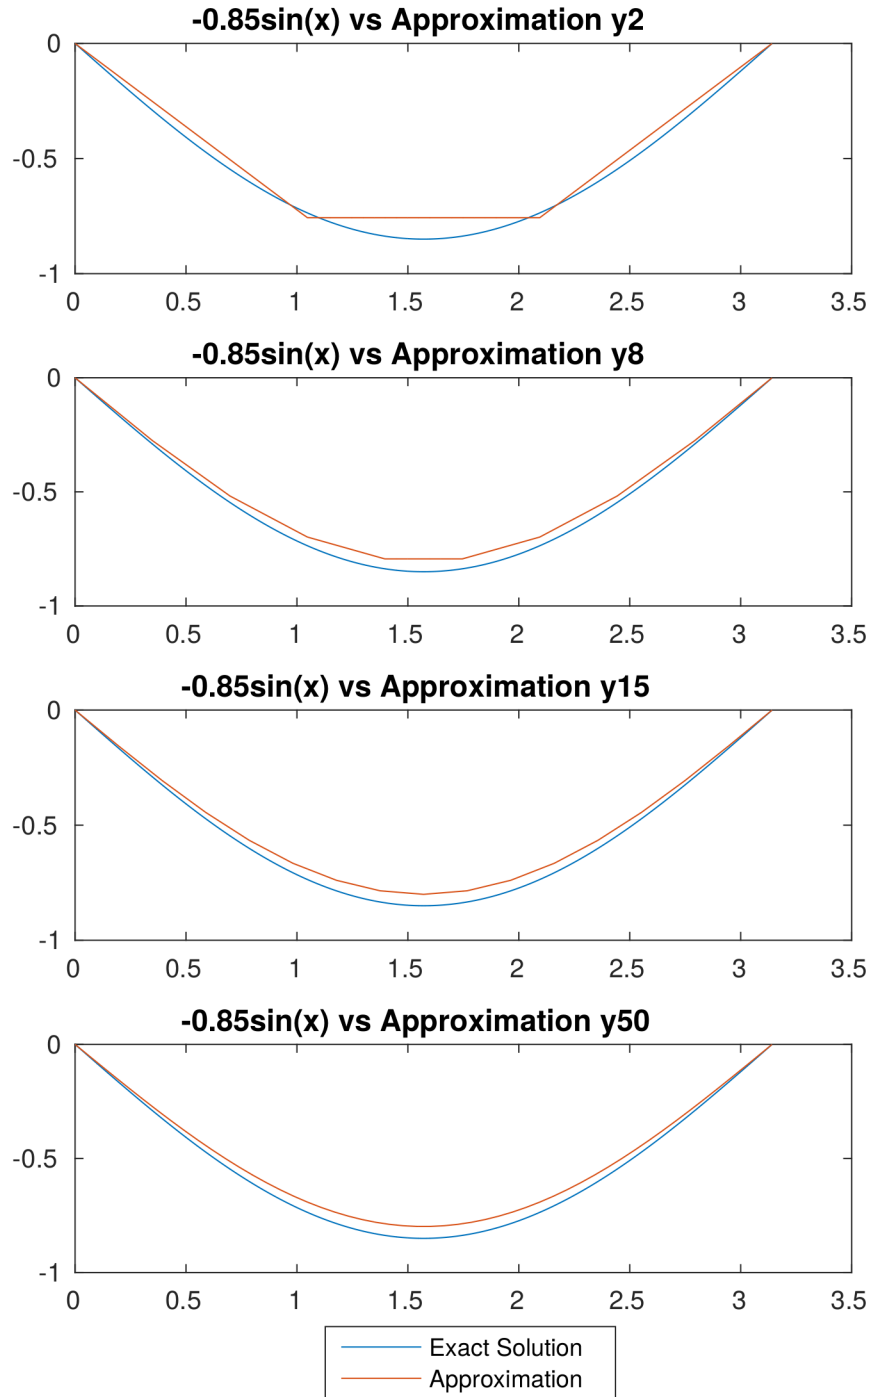 -0.85sin(x) vs Approximation y2
0
-0.5
-1
0 0.5 1 1.5 2 2.5 3 3.5
-0.85sin(x) vs Approximation y8
0
-0.5
-1
0 0.5 1 1.5 2 2.5 3 3.5
-0.85sin(x) vs Approximation y15
0
-0.5
-1
0 0.5 1 1.5 2 2.5 3 3.5
-0.85sin(x) vs Approximation y50
0
-0.5
-1
0 0.5 1 1.5 2 2.5 3 3.5
Exact Solution
Approximation